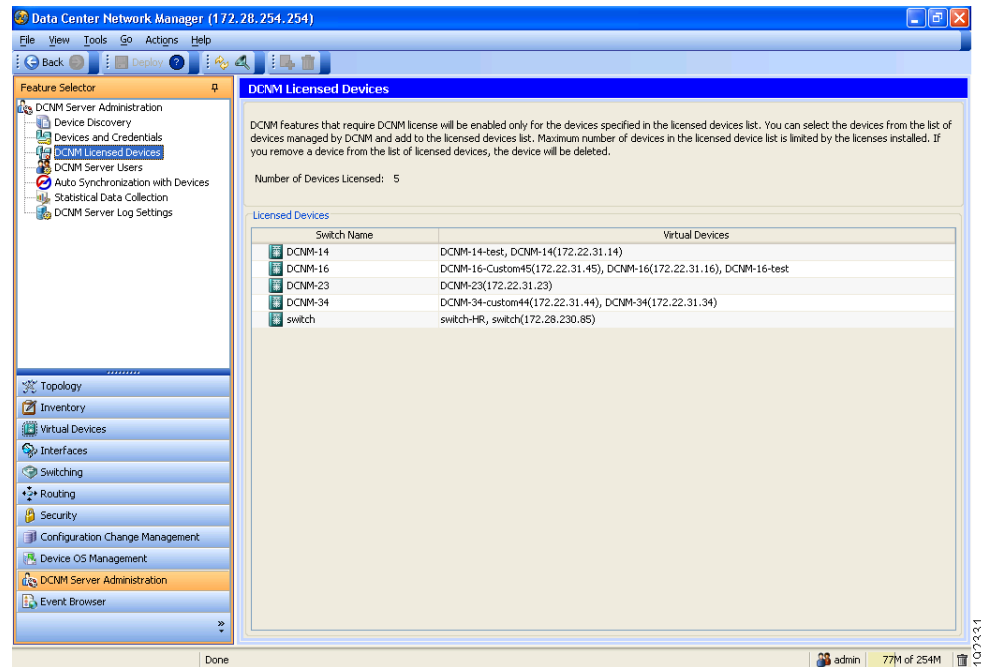 Data Center Network Manager (172.28.254.254)
File View Tools Go Actions Help
Back Deploy
Feature Selector
DCNM Server Administration
Device Discovery
Devices and Credentials
DCNM Licensed Devices
DCNM Server Users
Auto Synchronization with Devices
Statistical Data Collection
DCNM Server Log Settings
Topology
Inventory
Virtual Devices
Interfaces
Switching
Routing
Security
Configuration Change Management
Device OS Management
DCNM Server Administration
Event Browser
DCNM Licensed Devices
DCNM features that require DCNM license will be enabled only for the devices specified in the licensed devices list. You can select the devices from the list of
devices managed by DCNM and add to the licensed devices list. Maximum number of devices in the licensed device list is limited by the licenses installed. If
you remove a device from the list of licensed devices, the device will be deleted.
Number of Devices Licensed: 5
Licensed Devices
Switch Name Virtual Devices
DCNM-14 DCNM-14-test, DCNM-14(172.22.31.14)
DCNM-16 DCNM-16-Custom45(172.22.31.45), DCNM-16(172.22.31.16), DCNM-16-test
DCNM-23 DCNM-23(172.22.31.23)
DCNM-34 DCNM-34-custom44(172.22.31.44), DCNM-34(172.22.31.34)
switch switch-HR, switch(172.28.230.85)
Done admin 77M of 254M
192331